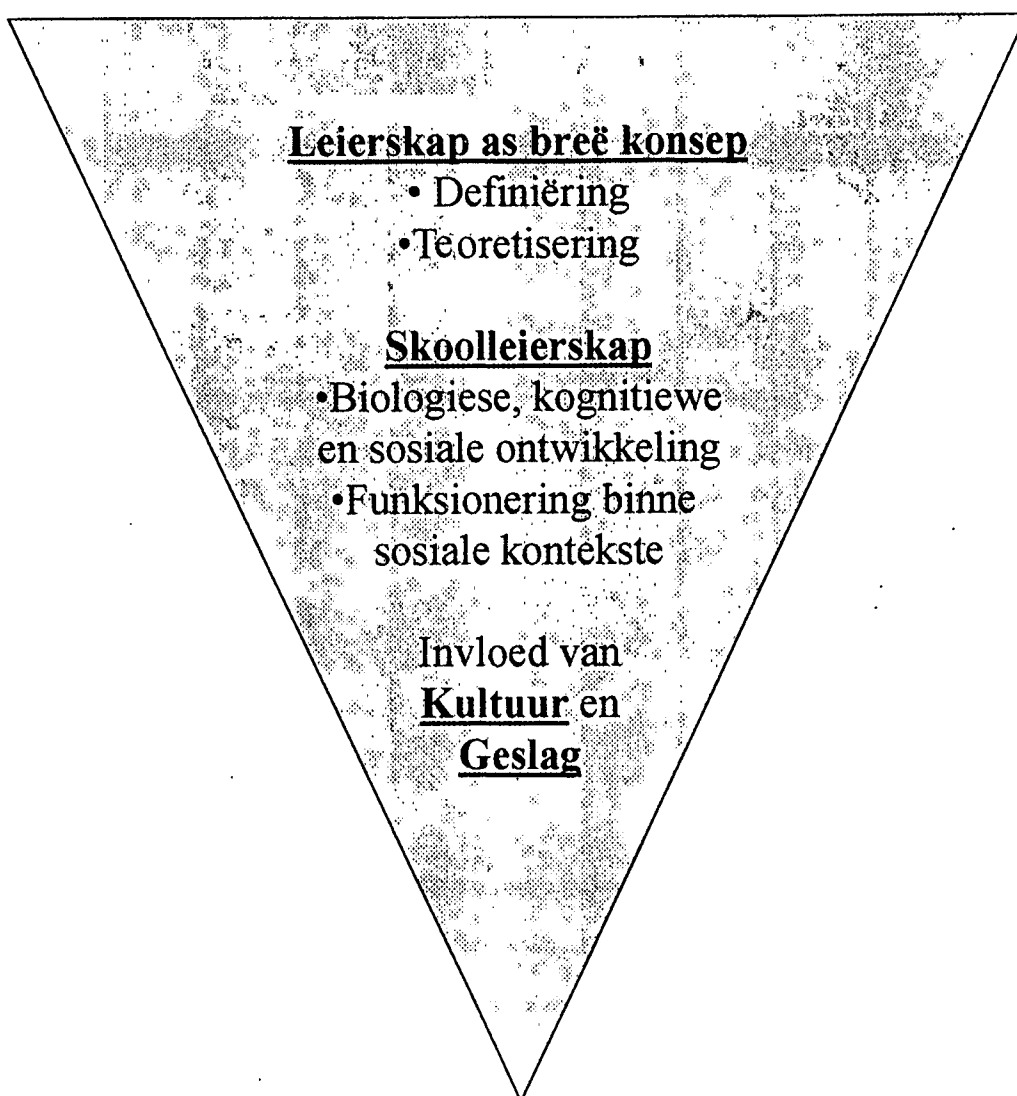 Leierskap as breë konsep
• Definiëring
•Teoretisering
Skoolleierskap
•Biologiese, kognitiewe
en sosiale ontwikkeling
•Funksionering binne
sosiale kontekste
Invloed van
Kultuur en
Geslag